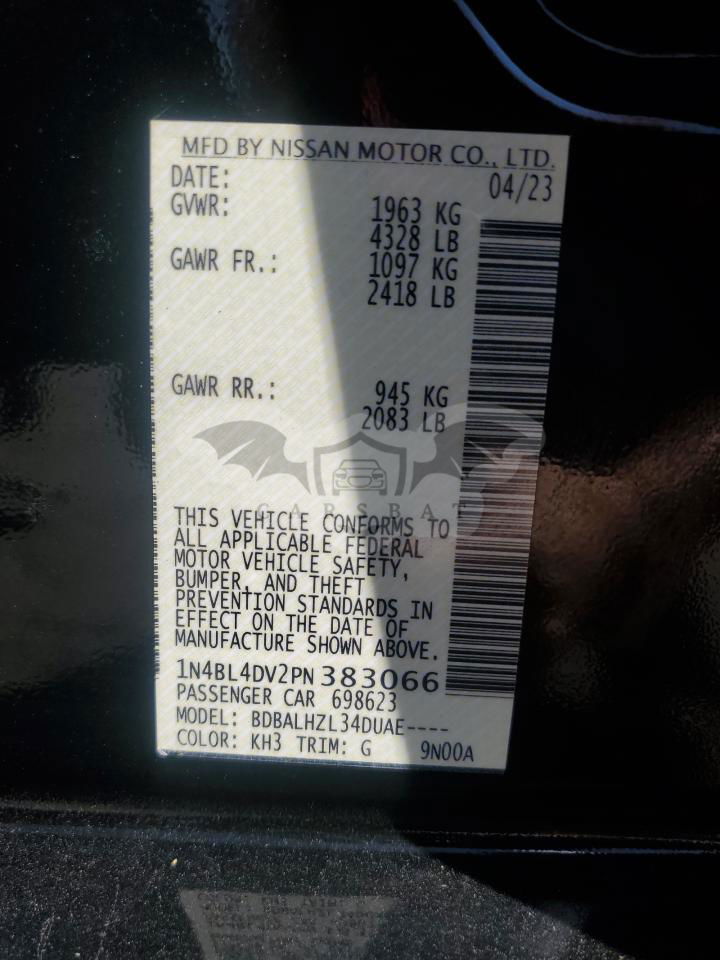 MFD BY NISSAN MOTOR CO., LTD.
DATE: 04/23
GVWR: 1963 KG
4328 LB
GAWR FR.: 1097 KG
2418 LB
GAWR RR.: 945 KG
2083 LB
CARSBAT
THIS VEHICLE CONFORMS TO
ALL APPLICABLE FEDERAL
MOTOR VEHICLE SAFETY,
BUMPER, AND THEFT
PREVENTION STANDARDS IN
EFFECT ON THE DATE OF
MANUFACTURE SHOWN ABOVE.
1N4BL4DV2PN383066
PASSENGER CAR 698623
MODEL: BDBALHZL34DUAE----
COLOR: KH3 TRIM: G 9N00A